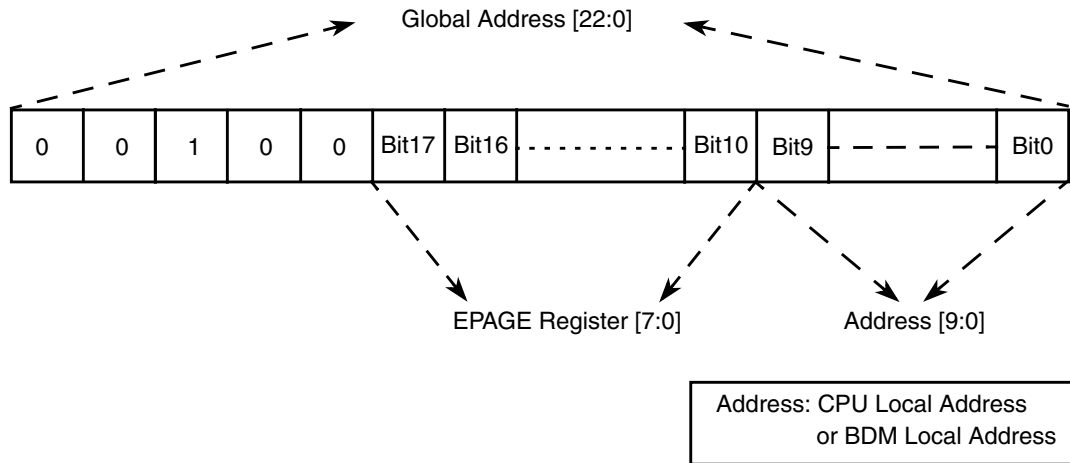 Global Address [22:0]
0 0 1 0 0 Bit17 Bit16 Bit10 Bit9 Bit0
EPAGE Register [7:0] Address [9:0]
Address: CPU Local Address
or BDM Local Address